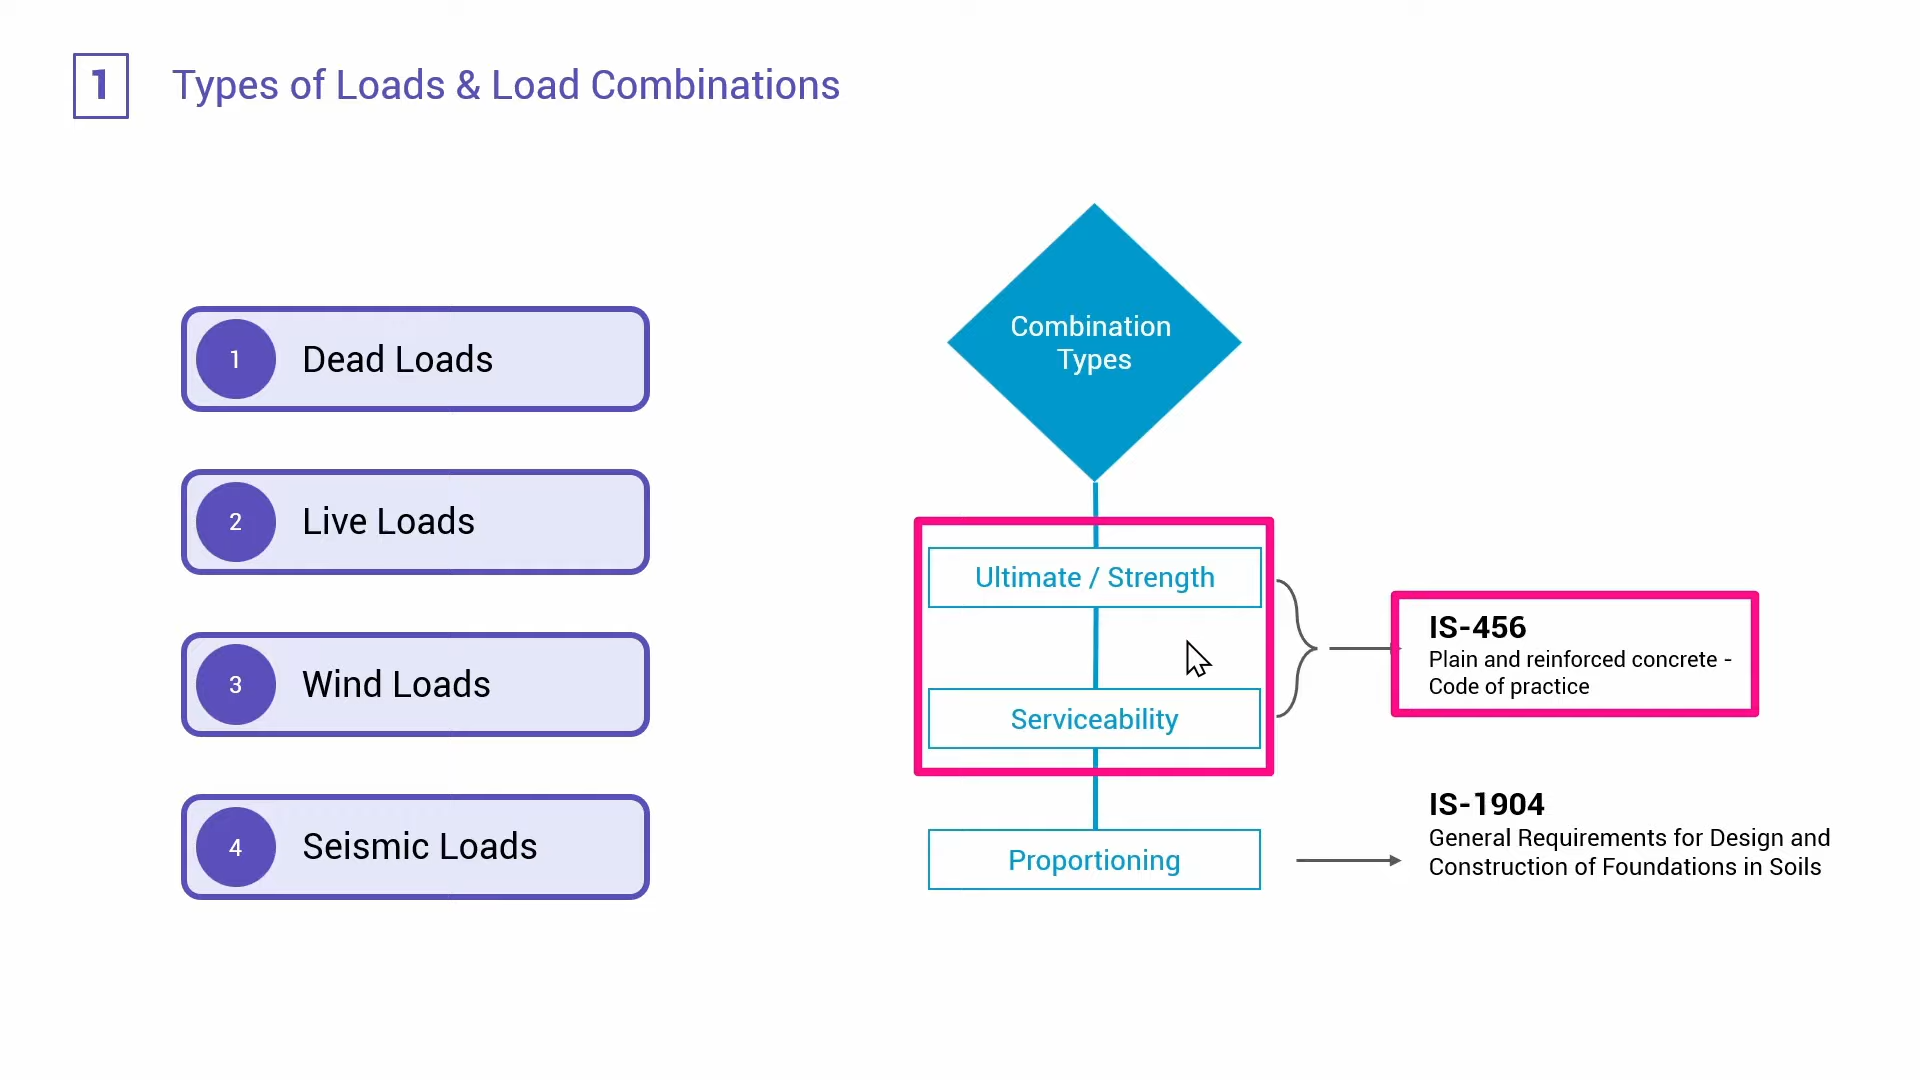 1
Types of Loads & Load Combinations
1
Dead Loads
2
Live Loads
3
Wind Loads
4
Seismic Loads
Combination
Types
Ultimate / Strength
Serviceability
Proportioning
IS-456
Plain and reinforced concrete -
Code of practice
IS-1904
General Requirements for Design and
Construction of Foundations in Soils